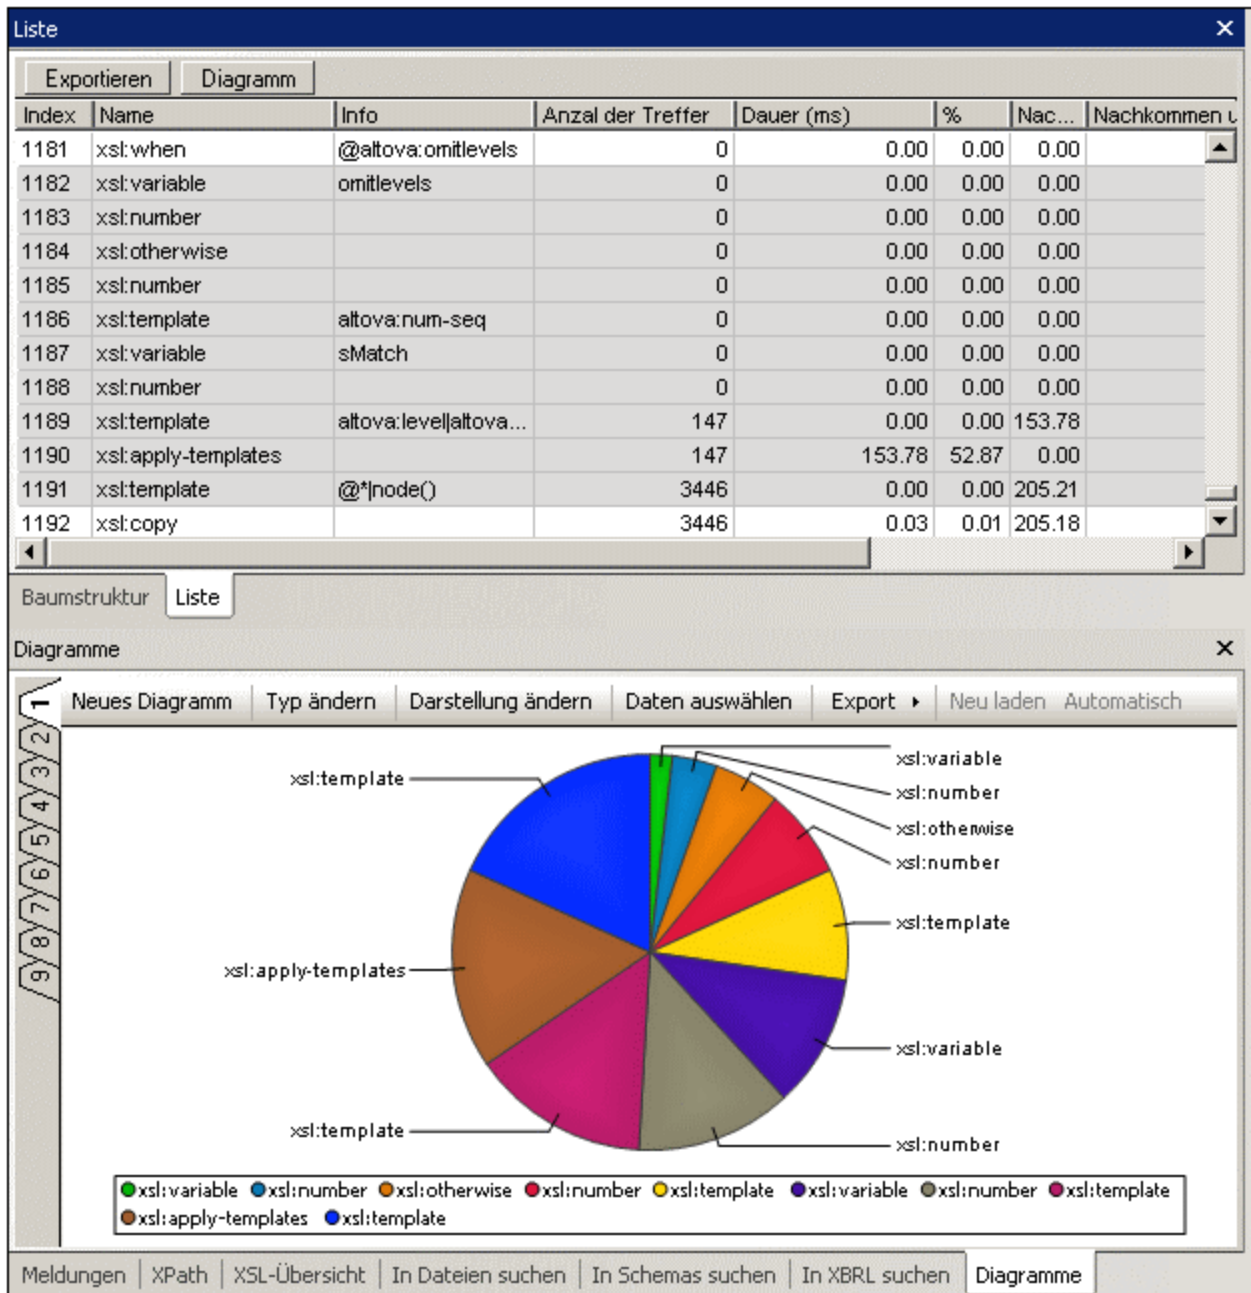 Liste
Exportieren Diagramm
Index Name Info Anzal der Treffer Dauer (ms) % Nac... Nachkommen u
1181 xsl:when @altova:omitlevels 0 0.00 0.00 0.00
1182 xsl:variable omitlevels 0 0.00 0.00 0.00
1183 xsl:number 0 0.00 0.00 0.00
1184 xsl:otherwise 0 0.00 0.00 0.00
1185 xsl:number 0 0.00 0.00 0.00
1186 xsl:template altova:num-seq 0 0.00 0.00 0.00
1187 xsl:variable sMatch 0 0.00 0.00 0.00
1188 xsl:number 0 0.00 0.00 0.00
1189 xsl:template altova:level|altova... 147 0.00 0.00 153.78
1190 xsl:apply-templates 147 153.78 52.87 0.00
1191 xsl:template @*|node() 3446 0.00 0.00 205.21
1192 xsl:copy 3446 0.03 0.01 205.18
Baumstruktur Liste
Diagramme
Neues Diagramm Typ ändern Darstellung ändern Daten auswählen Export Neu laden Automatisch
1
2
3
4
5
6
7
8
9
xsl:variable
xsl:template
xsl:number
xsl:otherwise
xsl:number
xsl:template
xsl:apply-templates
xsl:variable
xsl:template
xsl:number
xsl:variable xsl:number xsl:otherwise xsl:number xsl:template xsl:variable xsl:number xsl:template
xsl:apply-templates xsl:template
Meldungen XPath XSL-Übersicht In Dateien suchen In Schemas suchen In XBRL suchen Diagramme